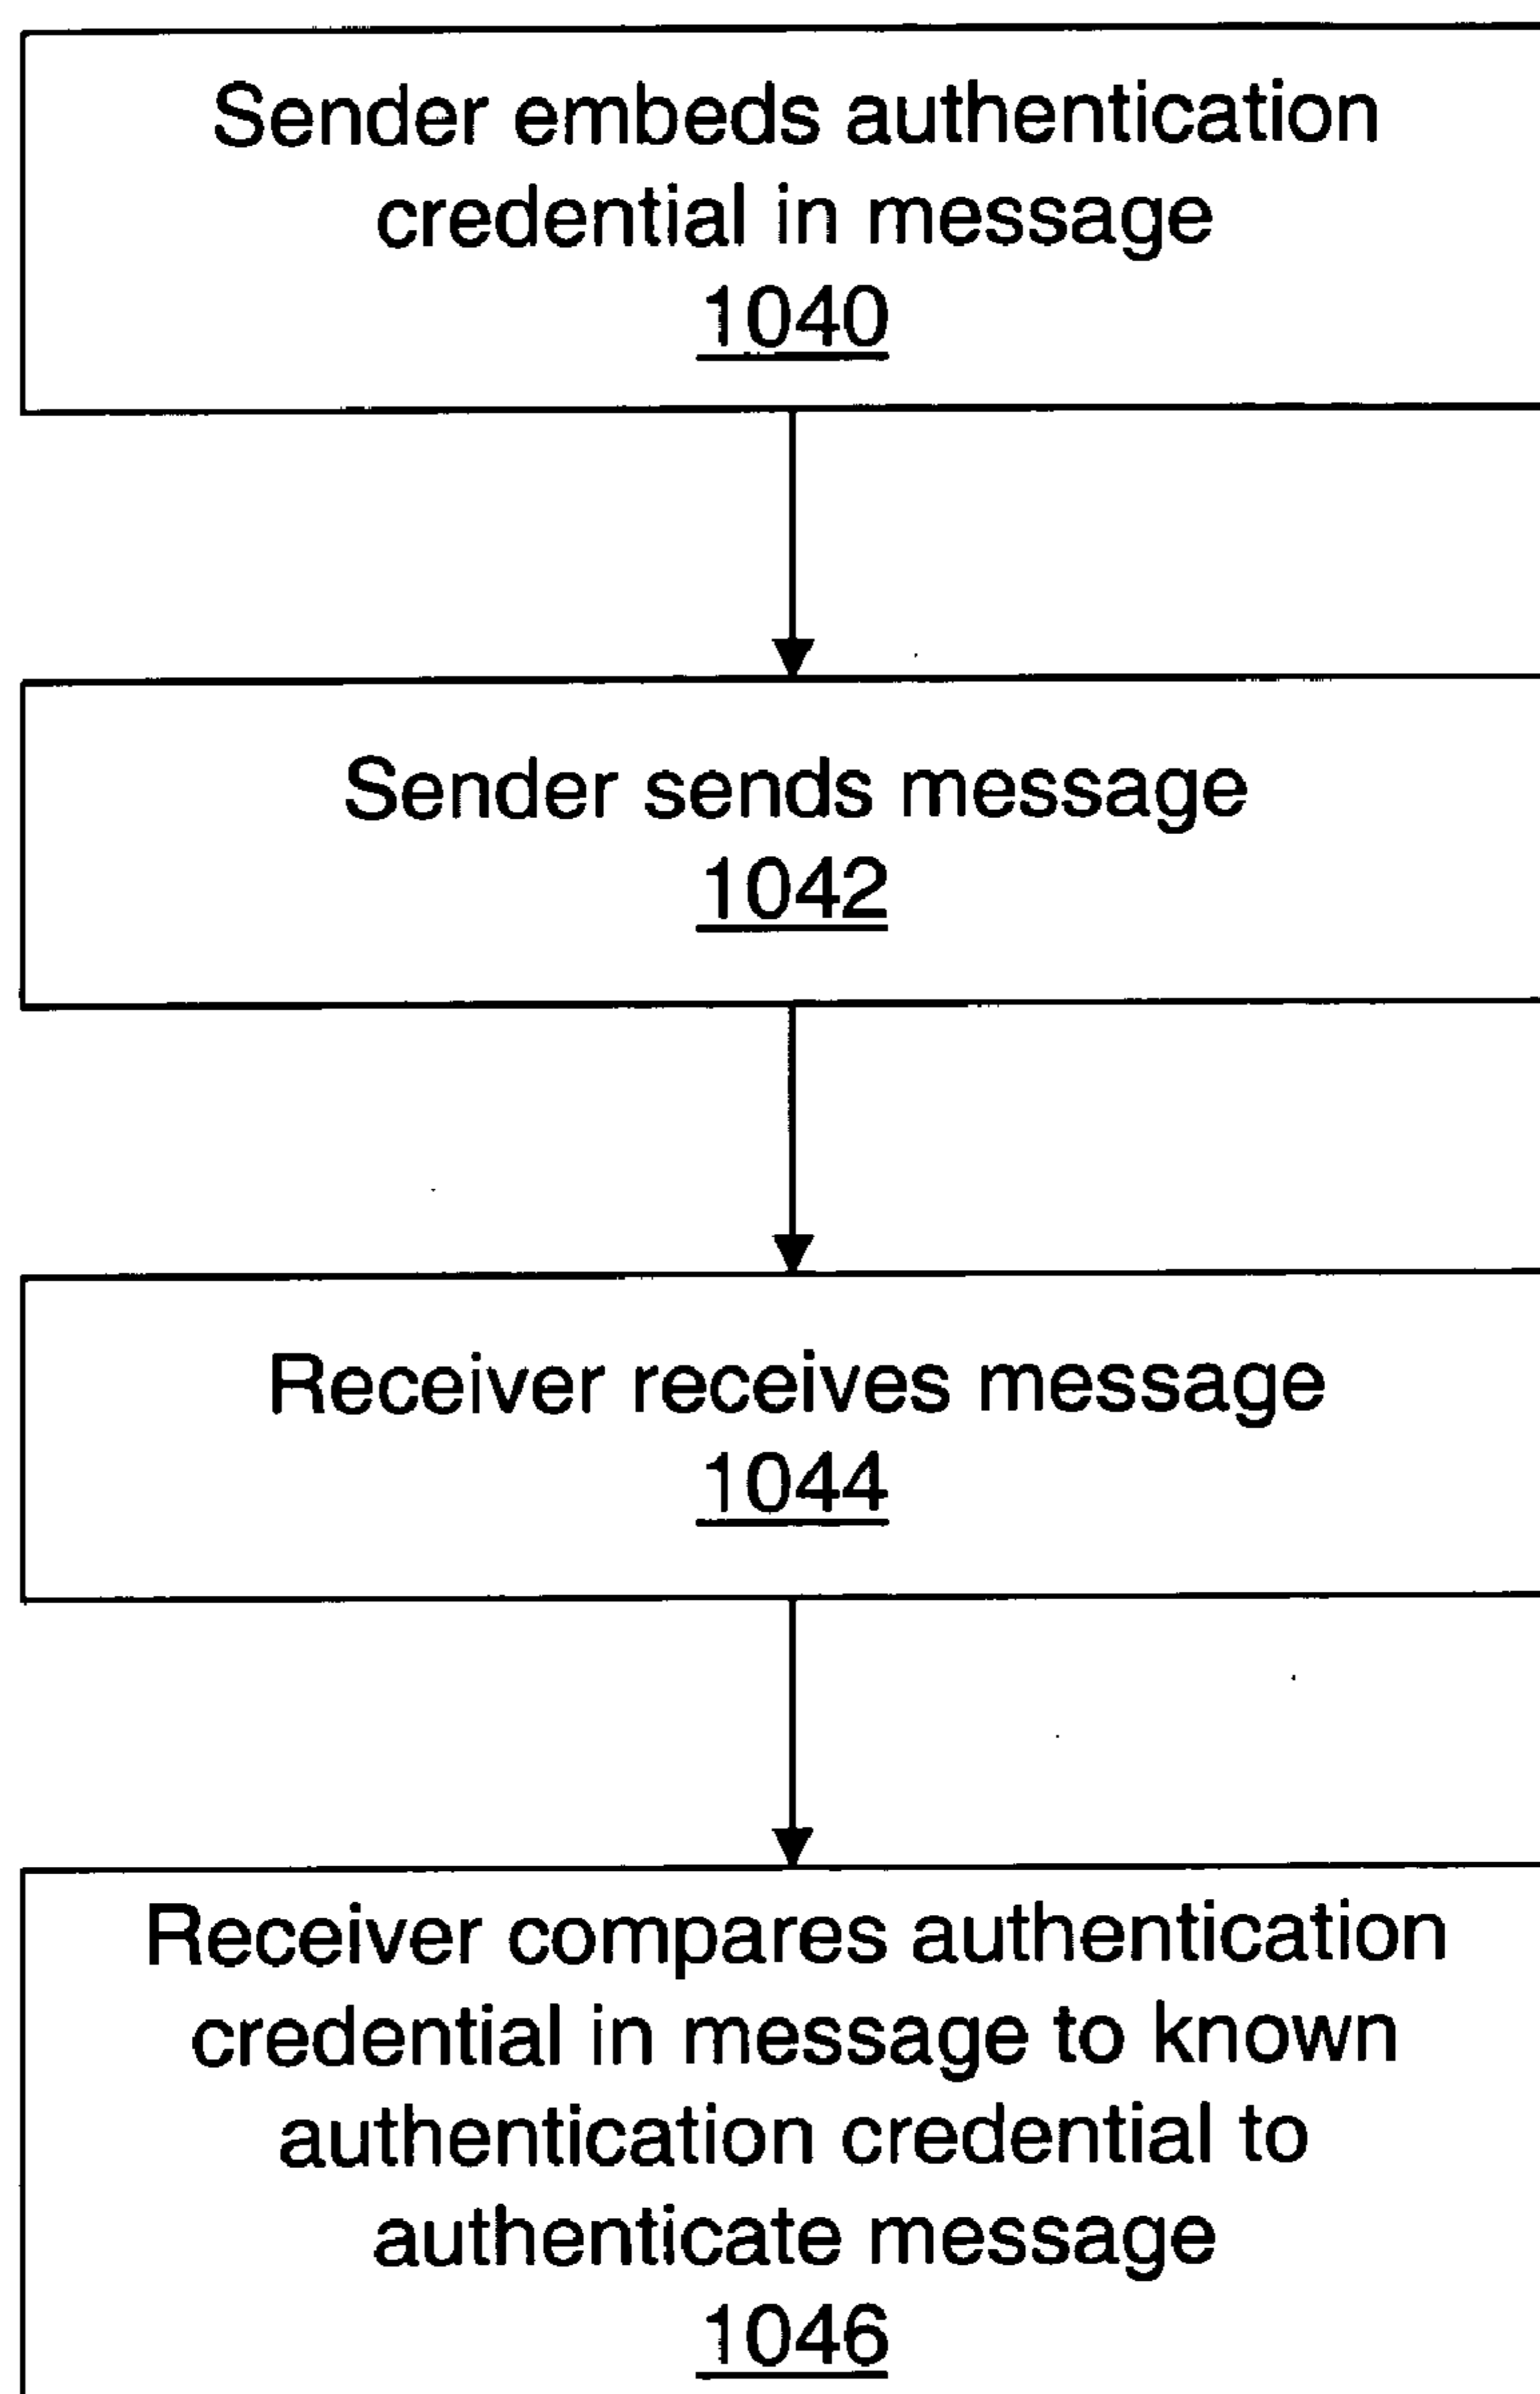 Sender embeds authentication
credential in message
1040
Sender sends message
1042
Receiver receives message
1044
Receiver compares authentication
credential in message to known
authentication credential to
authenticate message
1046